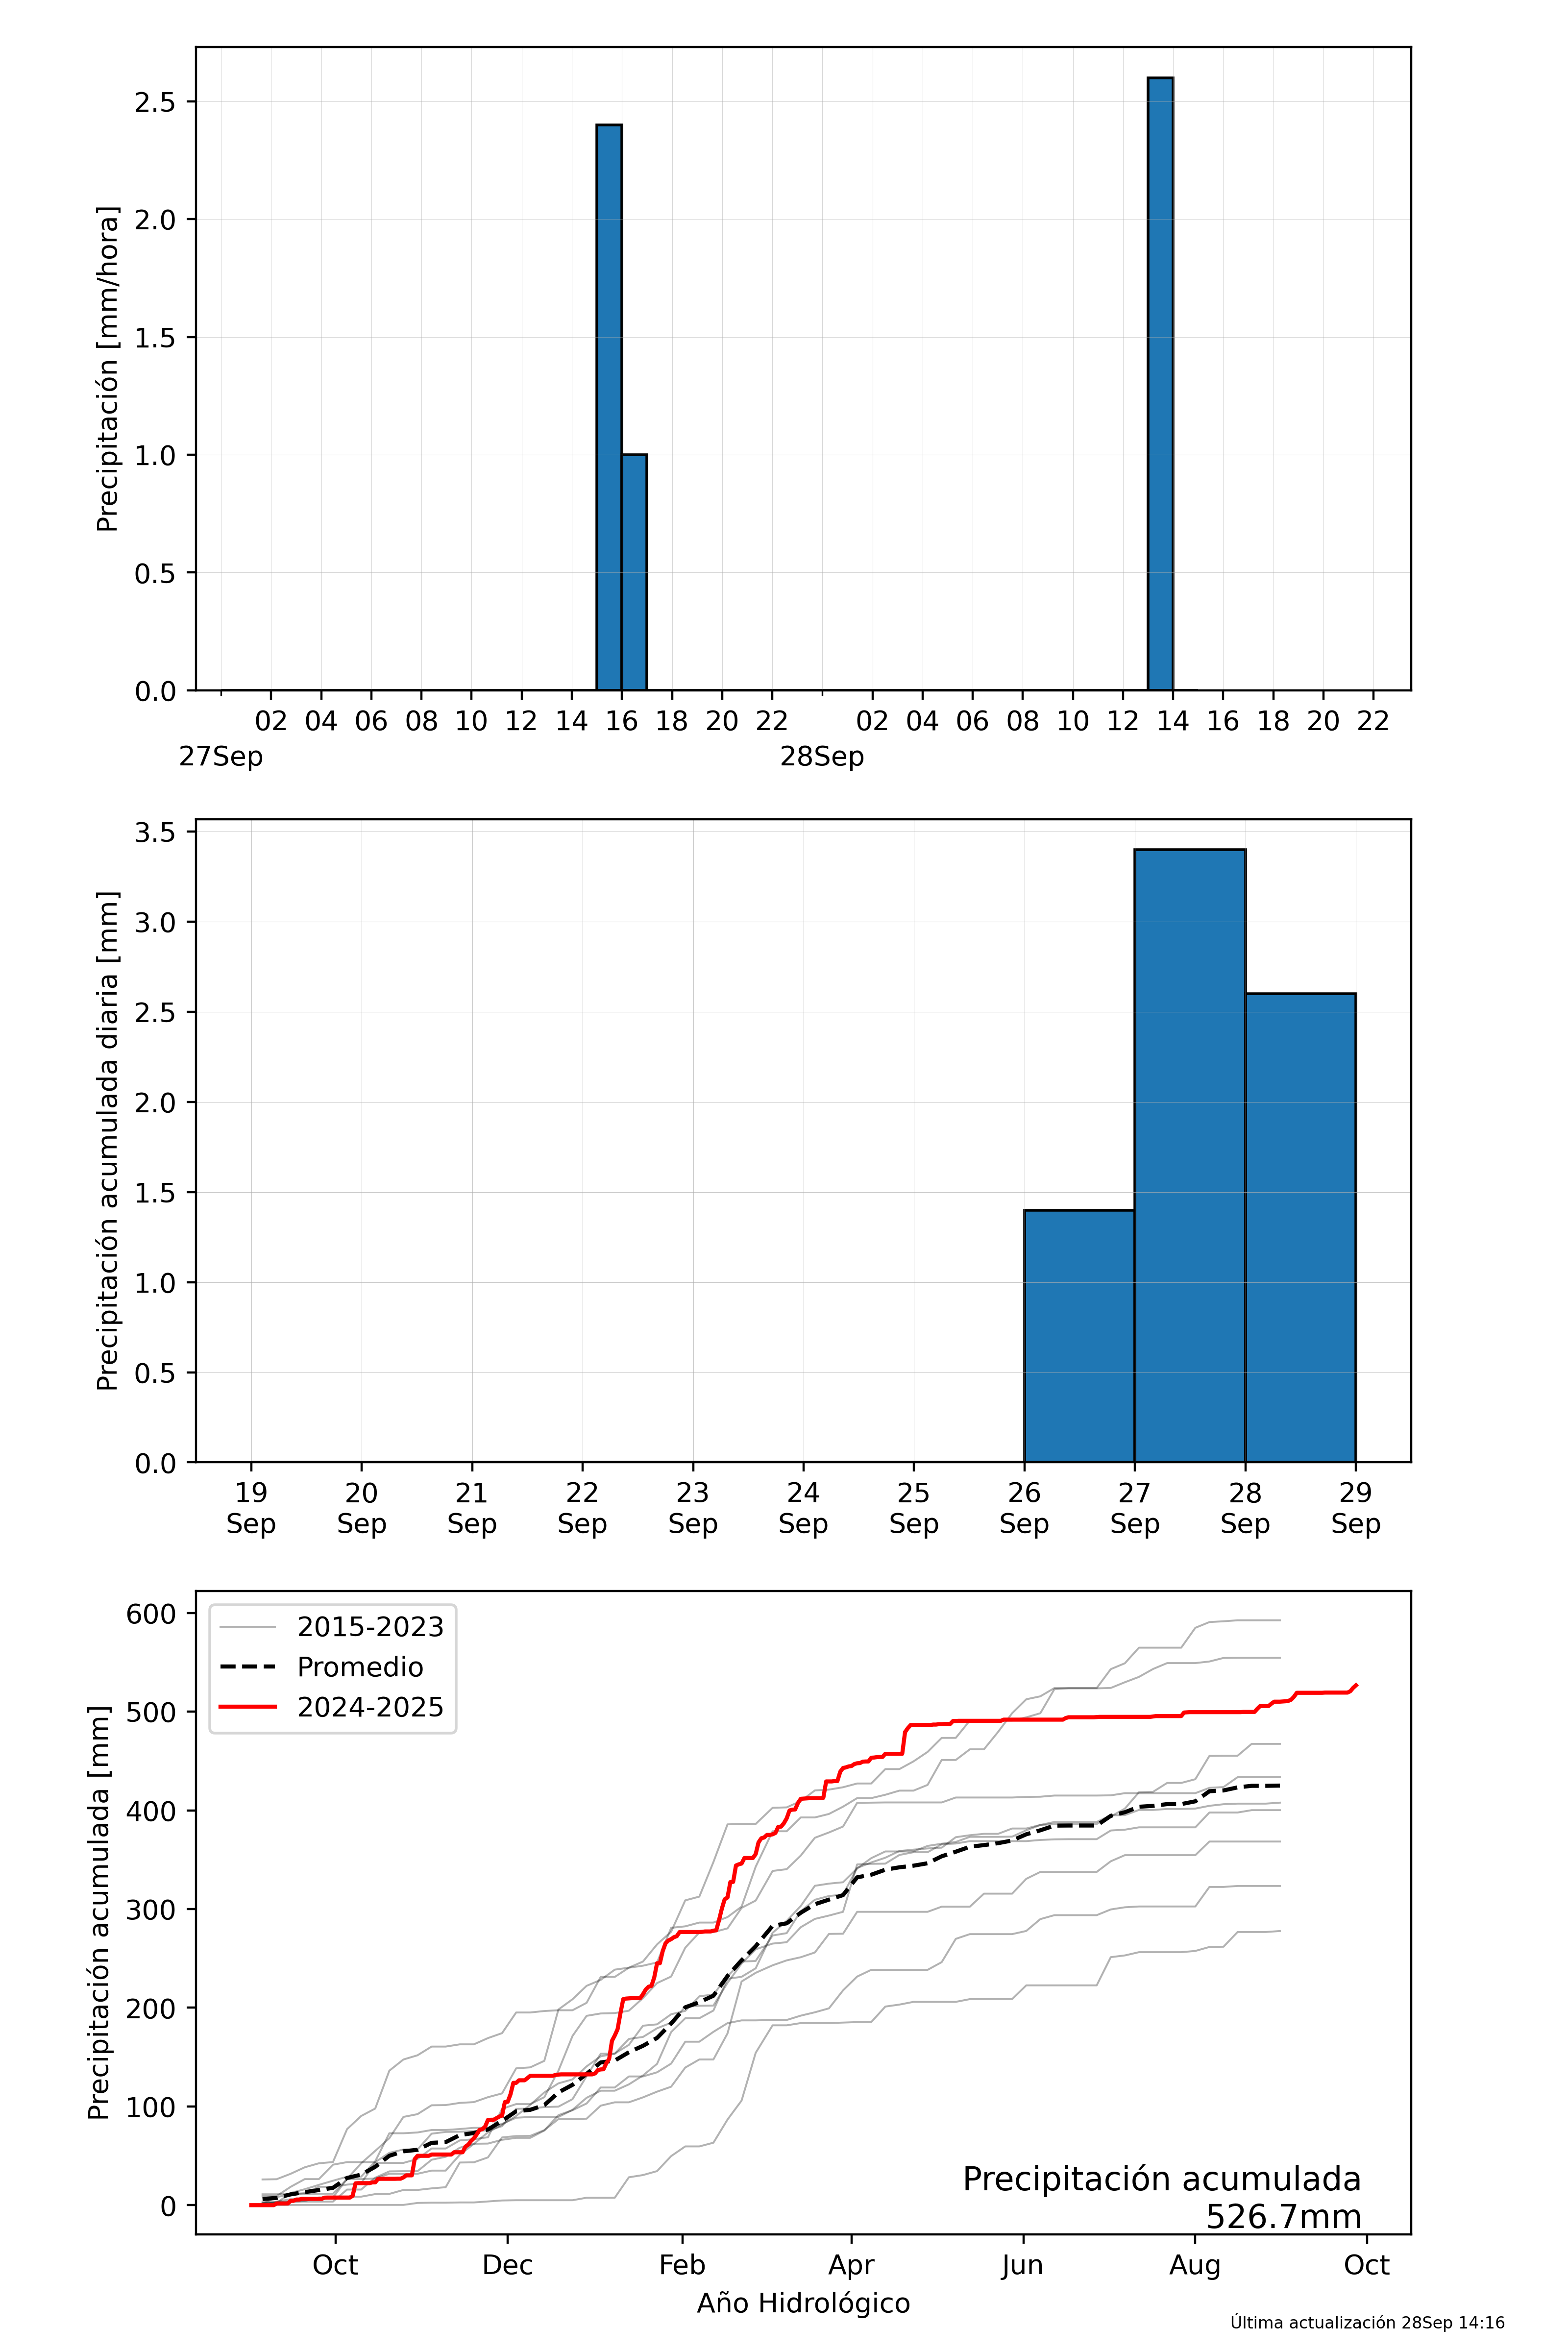 Precipitación [mm/hora]
2.5
2.0
1.5
1.0
0.5
0.0
02 04 06 08 10 12 14 16 18 20 22 02 04 06 08 10 12 14 16 18 20 22
27Sep 28Sep
Precipitación acumulada diaria [mm]
3.5
3.0
2.5
2.0
1.5
1.0
0.5
0.0
19 20 21 22 23 24 25 26 27 28 29
Sep Sep Sep Sep Sep Sep Sep Sep Sep Sep Sep
Precipitación acumulada [mm]
600
500
400
300
200
100
0
2015-2023
Promedio
2024-2025
Precipitación acumulada
526.7mm
Oct Dec Feb Apr Jun Aug Oct
Año Hidrológico
Última actualización 28Sep 14:16